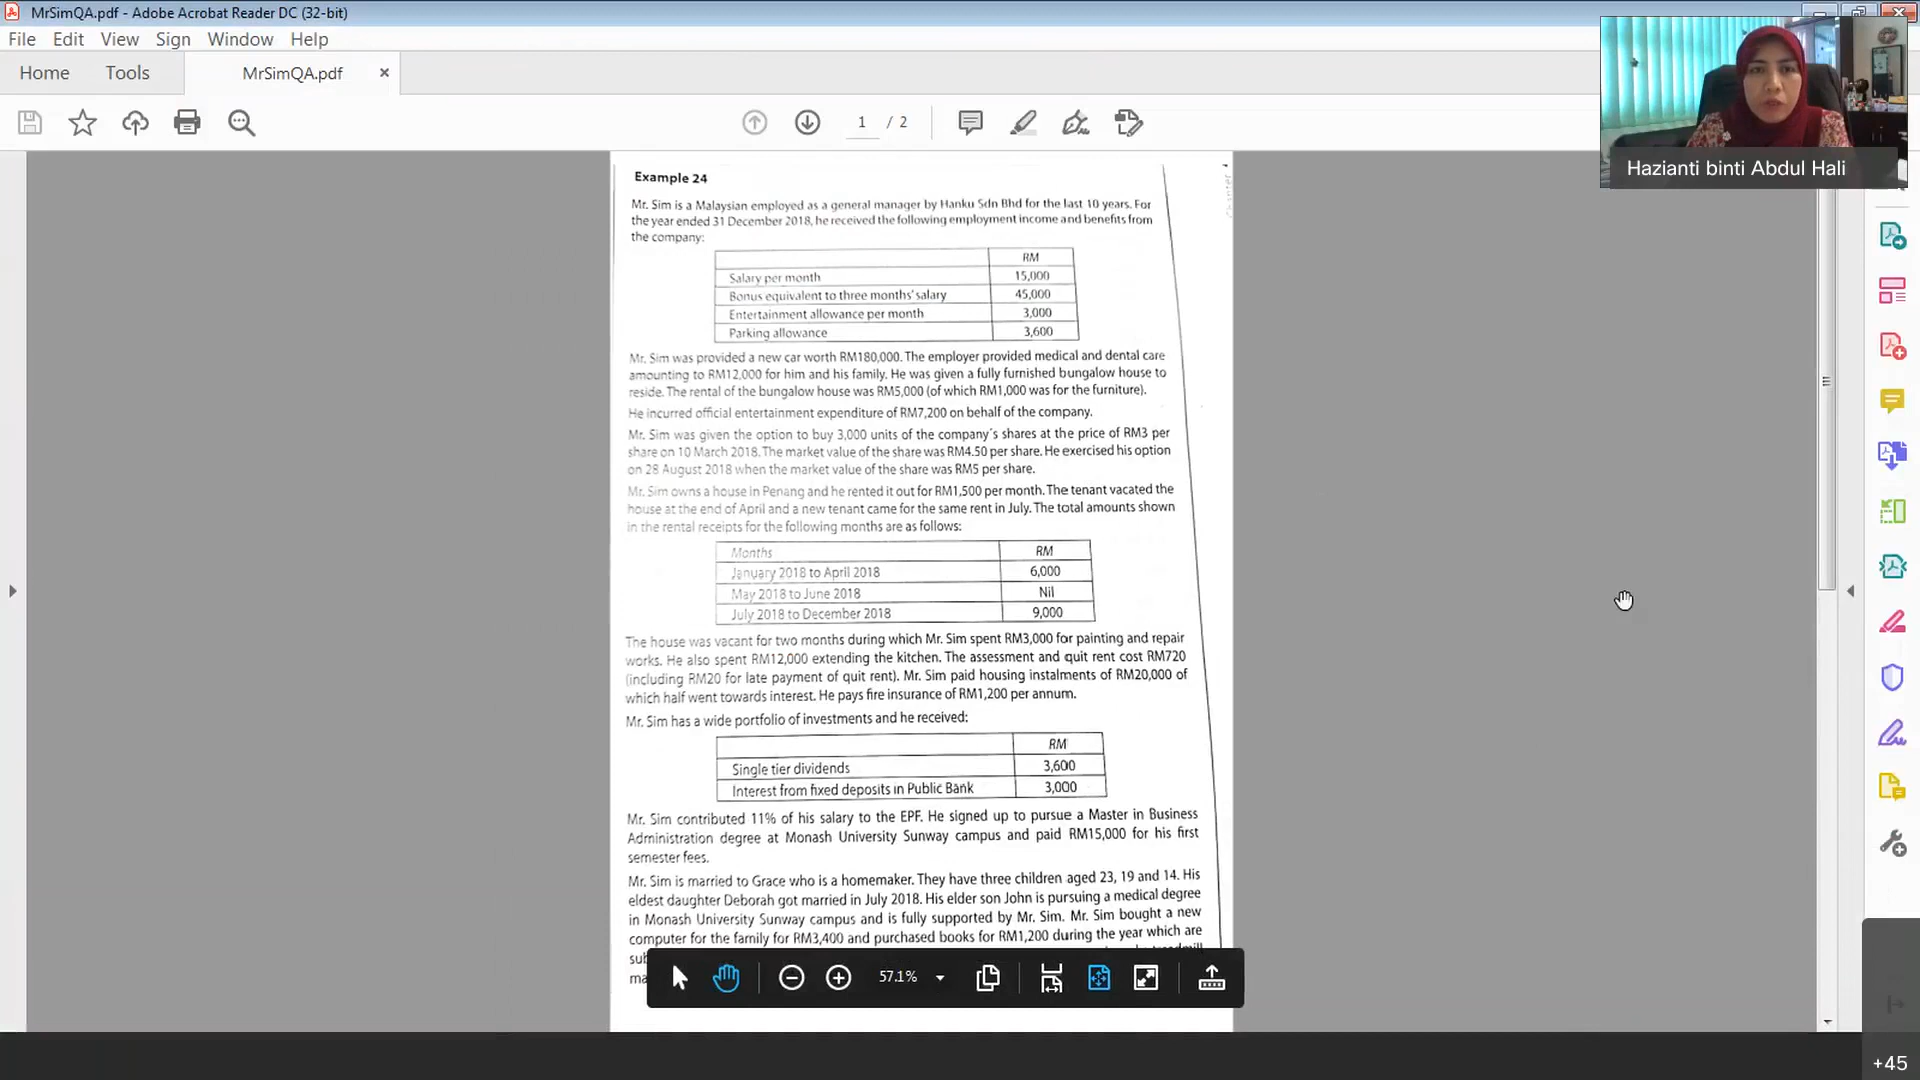 MrSimQA.pdf - Adobe Acrobat Reader DC (32-bit)
File Edit View Sign Window Help
Home Tools MrSimQA.pdf ×
1 / 2
Hazianti binti Abdul Hali
Example 24
Mr. Sim is a Malaysian employed as a general manager by Hanku Sdn Bhd for the last 10 years. For
the year ended 31 December 2018, he received the following employment income and benefits from
the company:
RM
Salary per month 15,000
Bonus equivalent to three months' salary 45,000
Entertainment allowance per month 3,000
Parking allowance 3,600
Mr. Sim was provided a new car worth RM180,000. The employer provided medical and dental care
amounting to RM12,000 for him and his family. He was given a fully furnished bungalow house to
reside. The rental of the bungalow house was RM5,000 (of which RM1,000 was for the furniture).
He incurred official entertainment expenditure of RM7,200 on behalf of the company.
Mr. Sim was given the option to buy 3,000 units of the company's shares at the price of RM3 per
share on 10 March 2018. The market value of the share was RM4.50 per share. He exercised his option
on 28 August 2018 when the market value of the share was RM5 per share.
Mr. Sim owns a house in Penang and he rented it out for RM1,500 per month. The tenant vacated the
house at the end of April and a new tenant came for the same rent in July. The total amounts shown
in the rental receipts for the following months are as follows:
Months RM
January 2018 to April 2018 6,000
May 2018 to June 2018 Nil
July 2018 to December 2018 9,000
The house was vacant for two months during which Mr. Sim spent RM3,000 for painting and repair
works. He also spent RM12,000 extending the kitchen. The assessment and quit rent cost RM720
(including RM20 for late payment of quit rent). Mr. Sim paid housing instalments of RM20,000 of
which half went towards interest. He pays fire insurance of RM1,200 per annum.
Mr. Sim has a wide portfolio of investments and he received:
RM
Single tier dividends 3,600
Interest from fixed deposits in Public Bank 3,000
Mr. Sim contributed 11% of his salary to the EPF. He signed up to pursue a Master in Business
Administration degree at Monash University Sunway campus and paid RM15,000 for his first
semester fees.
Mr. Sim is married to Grace who is a homemaker. They have three children aged 23, 19 and 14. His
eldest daughter Deborah got married in July 2018. His elder son John is pursuing a medical degree
in Monash University Sunway campus and is fully supported by Mr. Sim. Mr. Sim bought a new
computer for the family for RM3,400 and purchased books for RM1,200 during the year which are
57.1%
+45